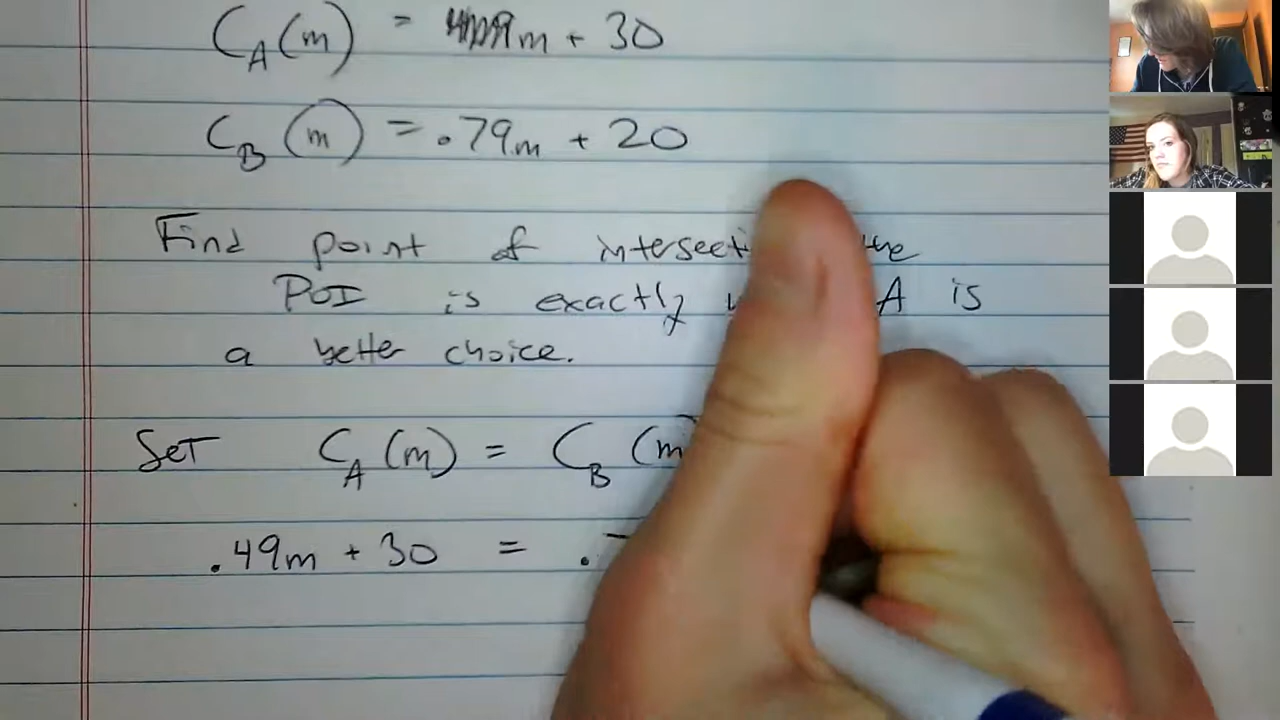 C_A(m) = m + 30
C_B(m) = .79m + 20
Find point of the
POI is exactly A is
a better choice.
Set C_A(m) = C_B(m
.49m + 30 = .